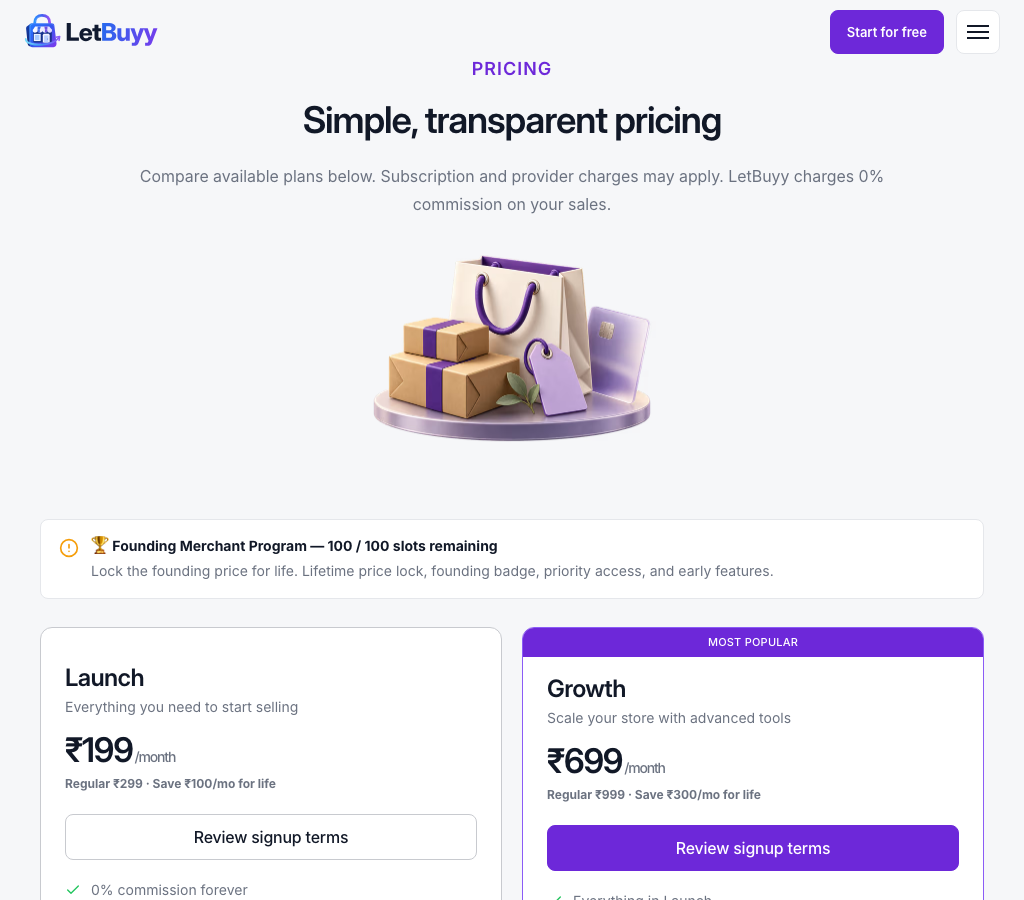 LetBuyy
Start for free
PRICING
Simple, transparent pricing
Compare available plans below. Subscription and provider charges may apply. LetBuyy charges 0%
commission on your sales.
🏆 Founding Merchant Program — 100 / 100 slots remaining
Lock the founding price for life. Lifetime price lock, founding badge, priority access, and early features.
Launch
Everything you need to start selling
₹199/month
Regular ₹299 · Save ₹100/mo for life
Review signup terms
0% commission forever
MOST POPULAR
Growth
Scale your store with advanced tools
₹699/month
Regular ₹999 · Save ₹300/mo for life
Review signup terms
Everything in Launch